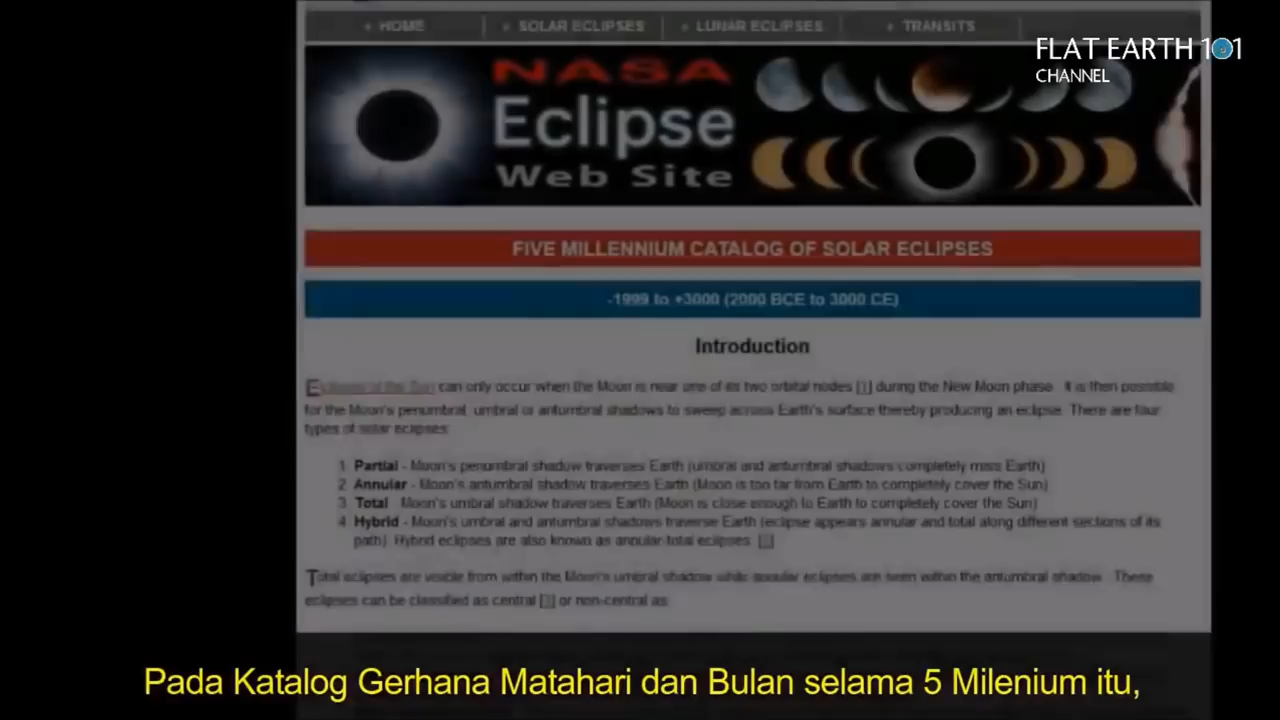 HOME SOLAR ECLIPSES LUNAR ECLIPSES TRANSITS
FLAT EARTH 101
CHANNEL
NASA
Eclipse
Web Site
FIVE MILLENNIUM CATALOG OF SOLAR ECLIPSES
-1999 to +3000 (2000 BCE to 3000 CE)
Introduction
Eclipses of the Sun can only occur when the Moon is near one of its two orbital nodes [1] during the New Moon phase. It is then possible
for the Moon's penumbral, umbral or antumbral shadows to sweep across Earth's surface thereby producing an eclipse. There are four
types of solar eclipses:
1 Partial - Moon's penumbral shadow traverses Earth (umbral and antumbral shadows completely miss Earth)
2 Annular - Moon's antumbral shadow traverses Earth (Moon is too far from Earth to completely cover the Sun)
3 Total Moon's umbral shadow traverses Earth (Moon is close enough to Earth to completely cover the Sun)
4 Hybrid - Moon's umbral and antumbral shadows traverse Earth (eclipse appears annular and total along different sections of its
path). Hybrid eclipses are also known as annular-total eclipses.
Total eclipses are visible from within the Moon's umbral shadow while annular eclipses are seen within the antumbral shadow. These
eclipses can be classified as central or non-central as:
Pada Katalog Gerhana Matahari dan Bulan selama 5 Milenium itu,